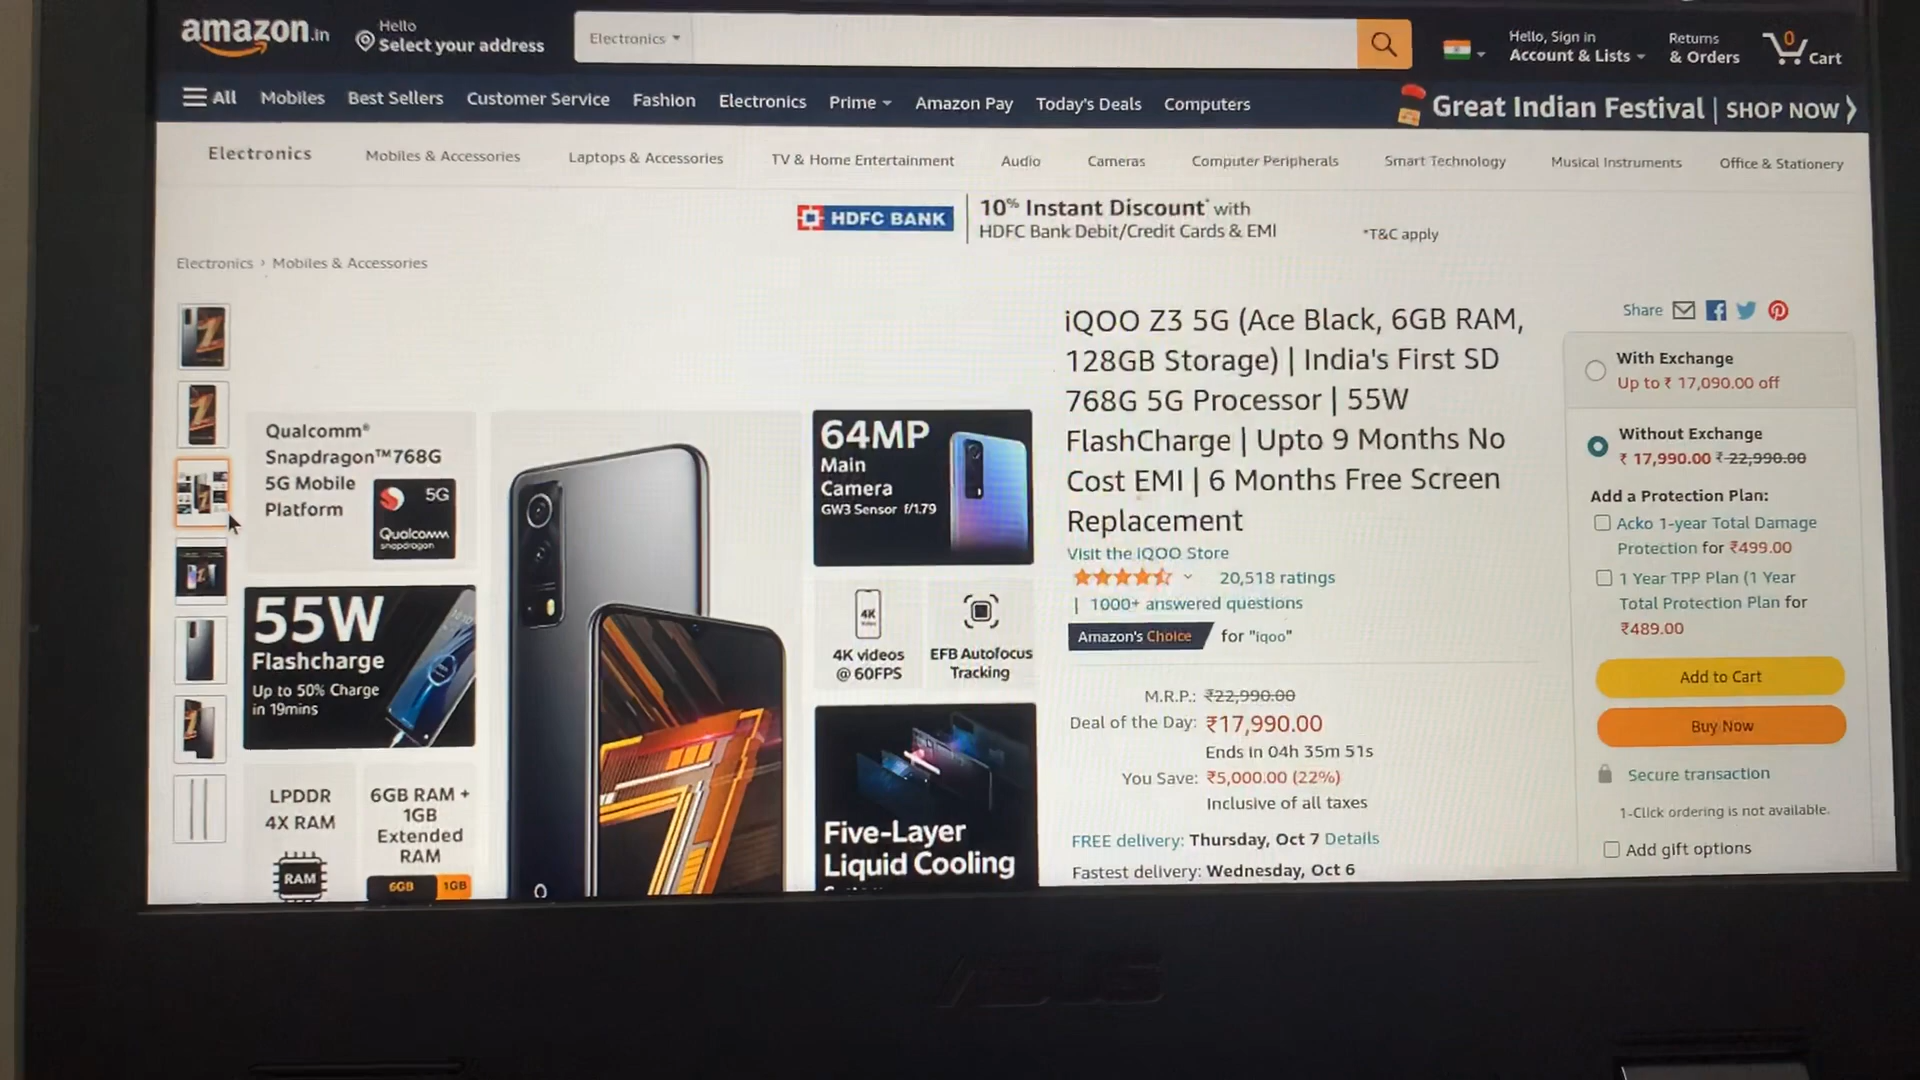 amazon.in
Hello
Select your address
Electronics
Hello, Sign in
Account & Lists
Returns
& Orders
0
Cart
All
Mobiles
Best Sellers
Customer Service
Fashion
Electronics
Prime
Amazon Pay
Today's Deals
Computers
Great Indian Festival | SHOP NOW
Electronics
Mobiles & Accessories
Laptops & Accessories
TV & Home Entertainment
Audio
Cameras
Computer Peripherals
Smart Technology
Musical Instruments
Office & Stationery
HDFC BANK
10% Instant Discount* with
HDFC Bank Debit/Credit Cards & EMI
*T&C apply
Electronics › Mobiles & Accessories
Qualcomm®
Snapdragon™768G
5G Mobile
Platform
5G
Qualcomm
snapdragon
55W
Flashcharge
Up to 50% Charge
in 19mins
LPDDR
4X RAM
RAM
6GB RAM +
1GB
Extended
RAM
6GB
1GB
64MP
Main
Camera
GW3 Sensor f/1.79
4K
4K videos
@ 60FPS
EFB Autofocus
Tracking
Five-Layer
Liquid Cooling
iQOO Z3 5G (Ace Black, 6GB RAM,
128GB Storage) | India's First SD
768G 5G Processor | 55W
FlashCharge | Upto 9 Months No
Cost EMI | 6 Months Free Screen
Replacement
Visit the iQOO Store
20,518 ratings
| 1000+ answered questions
Amazon's Choice for "iqoo"
M.R.P.: ₹22,990.00
Deal of the Day: ₹17,990.00
Ends in 04h 35m 51s
You Save: ₹5,000.00 (22%)
Inclusive of all taxes
FREE delivery: Thursday, Oct 7 Details
Fastest delivery: Wednesday, Oct 6
Share
With Exchange
Up to ₹ 17,090.00 off
Without Exchange
₹ 17,990.00 ₹ 22,990.00
Add a Protection Plan:
Acko 1-year Total Damage
Protection for ₹499.00
1 Year TPP Plan (1 Year
Total Protection Plan for
₹489.00
Add to Cart
Buy Now
Secure transaction
1-Click ordering is not available.
Add gift options
ASUS